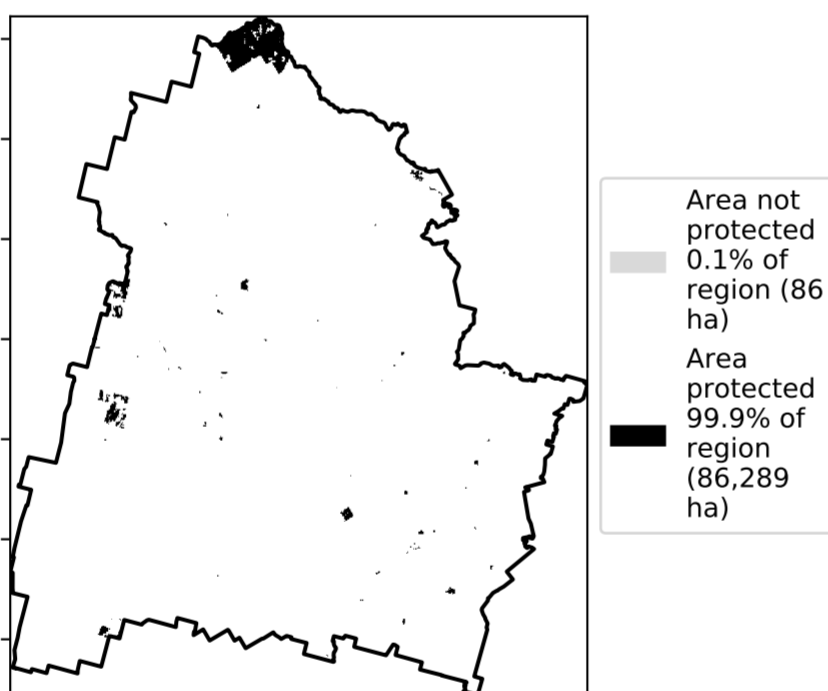 Area not
protected
0.1% of
region (86
ha)
Area
protected
99.9% of
region
(86,289
ha)